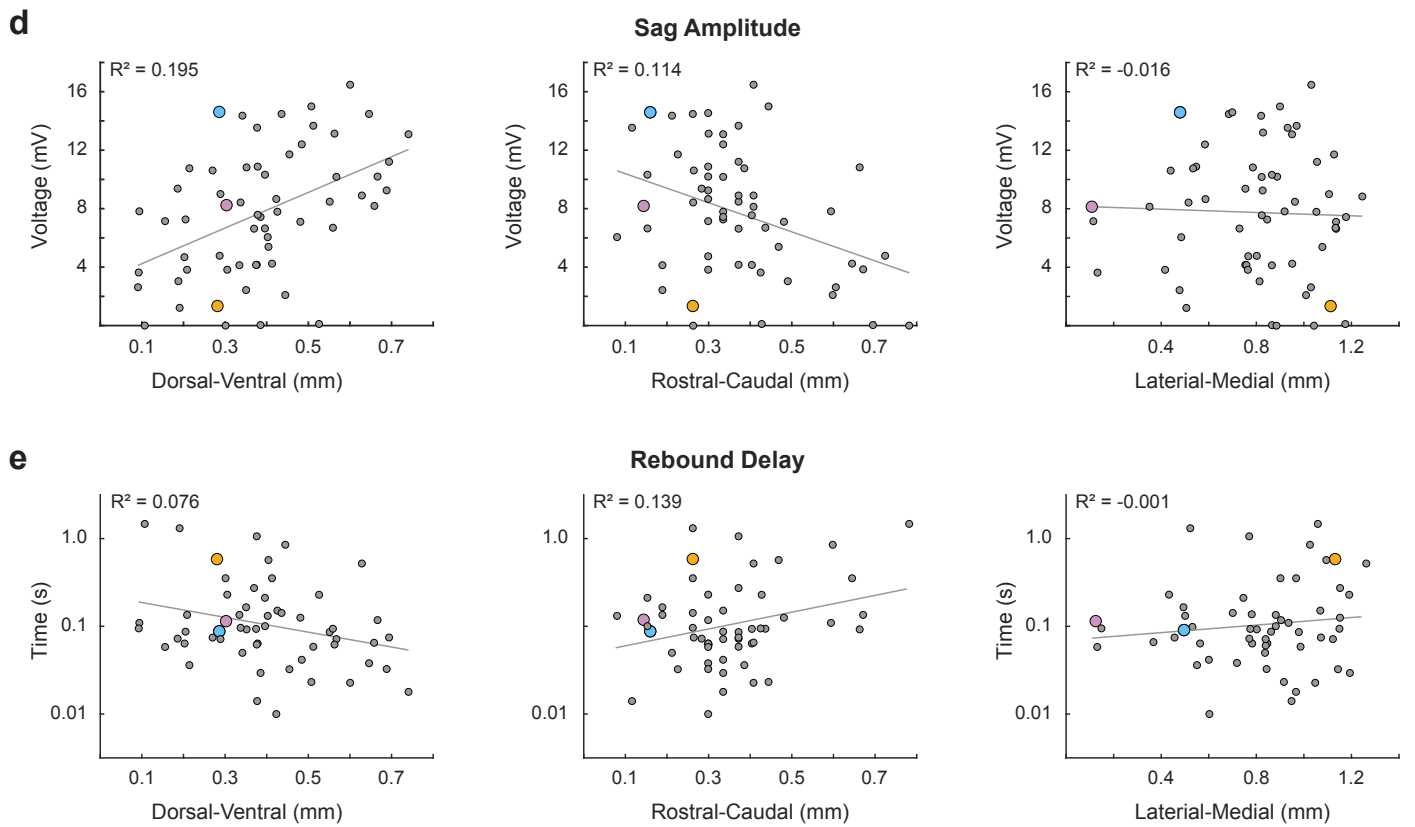 d
Sag Amplitude
R² = 0.195
R² = 0.114
R² = -0.016
Voltage (mV)
16
12
8
4
0.1 0.3 0.5 0.7
Dorsal-Ventral (mm)
Voltage (mV)
16
12
8
4
0.1 0.3 0.5 0.7
Rostral-Caudal (mm)
Voltage (mV)
16
12
8
4
0.4 0.8 1.2
Laterial-Medial (mm)
e
Rebound Delay
R² = 0.076
R² = 0.139
R² = -0.001
Time (s)
1.0
0.1
0.01
0.1 0.3 0.5 0.7
Dorsal-Ventral (mm)
Time (s)
1.0
0.1
0.01
0.1 0.3 0.5 0.7
Rostral-Caudal (mm)
Time (s)
1.0
0.1
0.01
0.4 0.8 1.2
Laterial-Medial (mm)